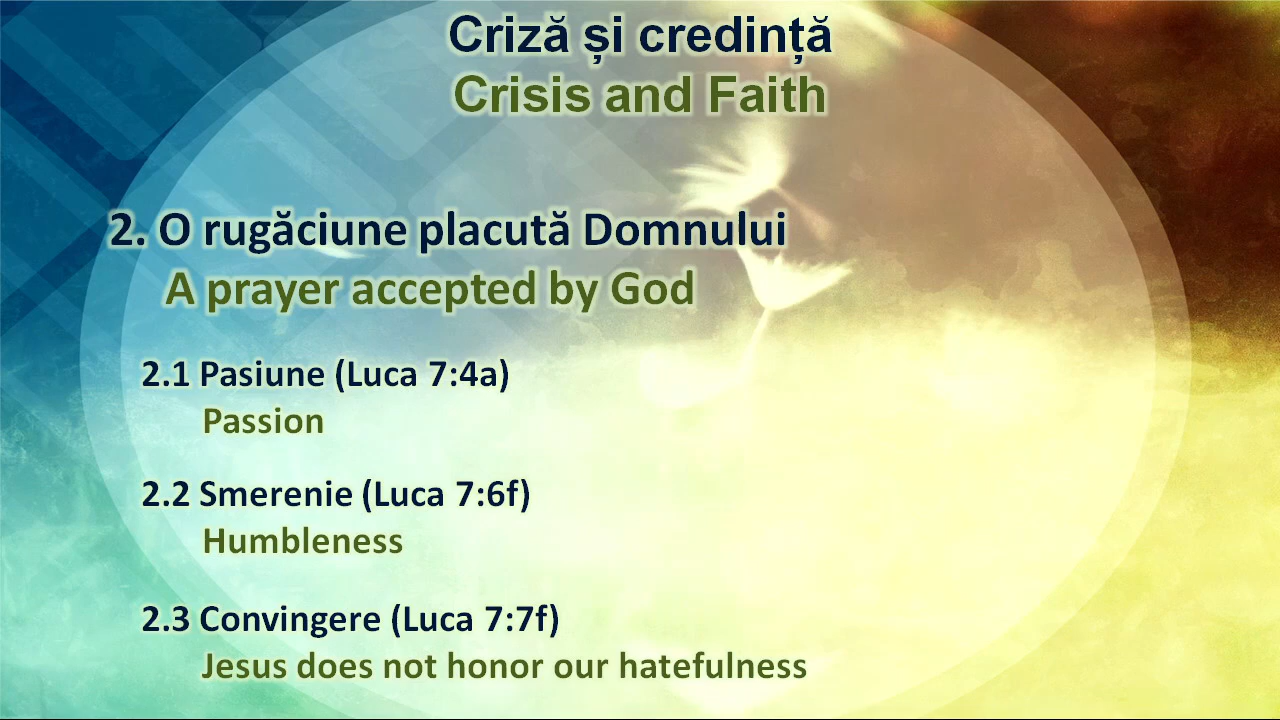 Criză și credință
Crisis and Faith
2. O rugăciune placută Domnului
A prayer accepted by God
2.1 Pasiune (Luca 7:4a)
Passion
2.2 Smerenie (Luca 7:6f)
Humbleness
2.3 Convingere (Luca 7:7f)
Jesus does not honor our hatefulness